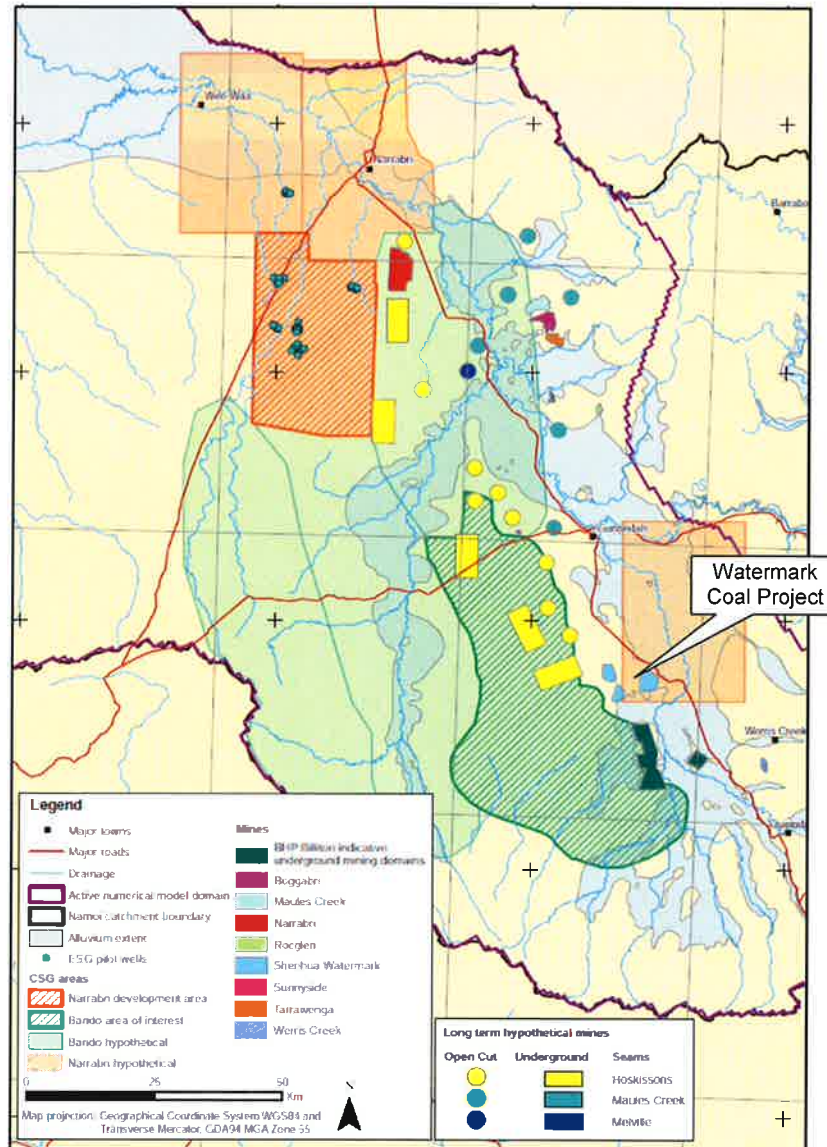 Wee Waa
Narrabri
Barraba
Gunnedah
Watermark
Coal Project
Werris Creek
Legend
Major towns
Major roads
Drainage
Active numerical model domain
Namoi catchment boundary
Alluvium extent
ESG pilot wells
CSG areas
Narrabri development area
Bando area of interest
Bando hypothetical
Narrabri hypothetical
Mines
BHP Billiton indicative
underground mining domains
Boggabri
Maules Creek
Narrabri
Rocglen
Shenhua Watermark
Sunnyside
Tarrawonga
Werris Creek
0 25 50
Km
Map projection: Geographical Coordinate System WGS84 and
Transverse Mercator, GDA94 MGA Zone 55
Long term hypothetical mines
Open Cut Underground Seams
Hoskissons
Maules Creek
Melville